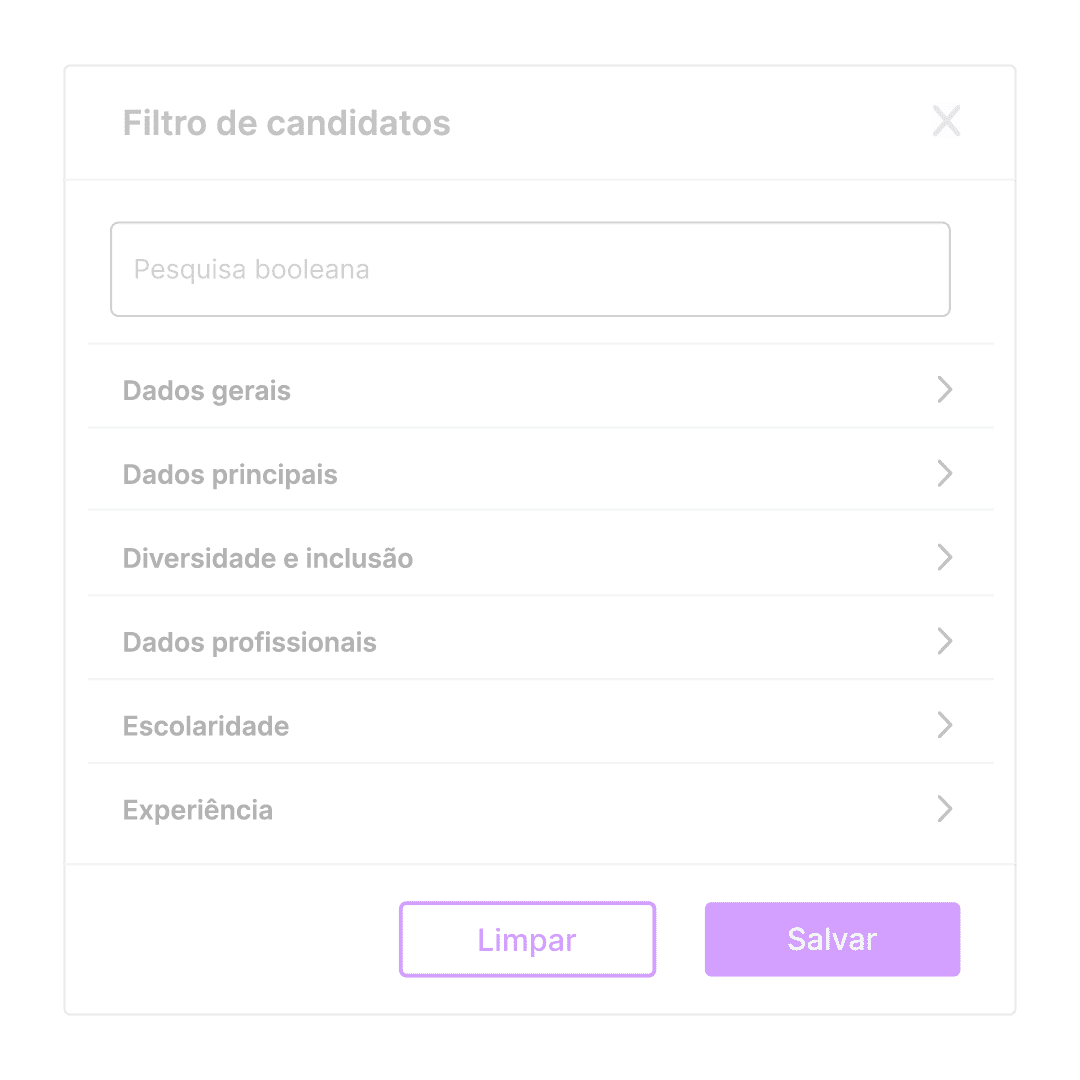 Filtro de candidatos
Pesquisa booleana
Dados gerais
Dados principais
Diversidade e inclusão
Dados profissionais
Escolaridade
Experiência
Limpar
Salvar